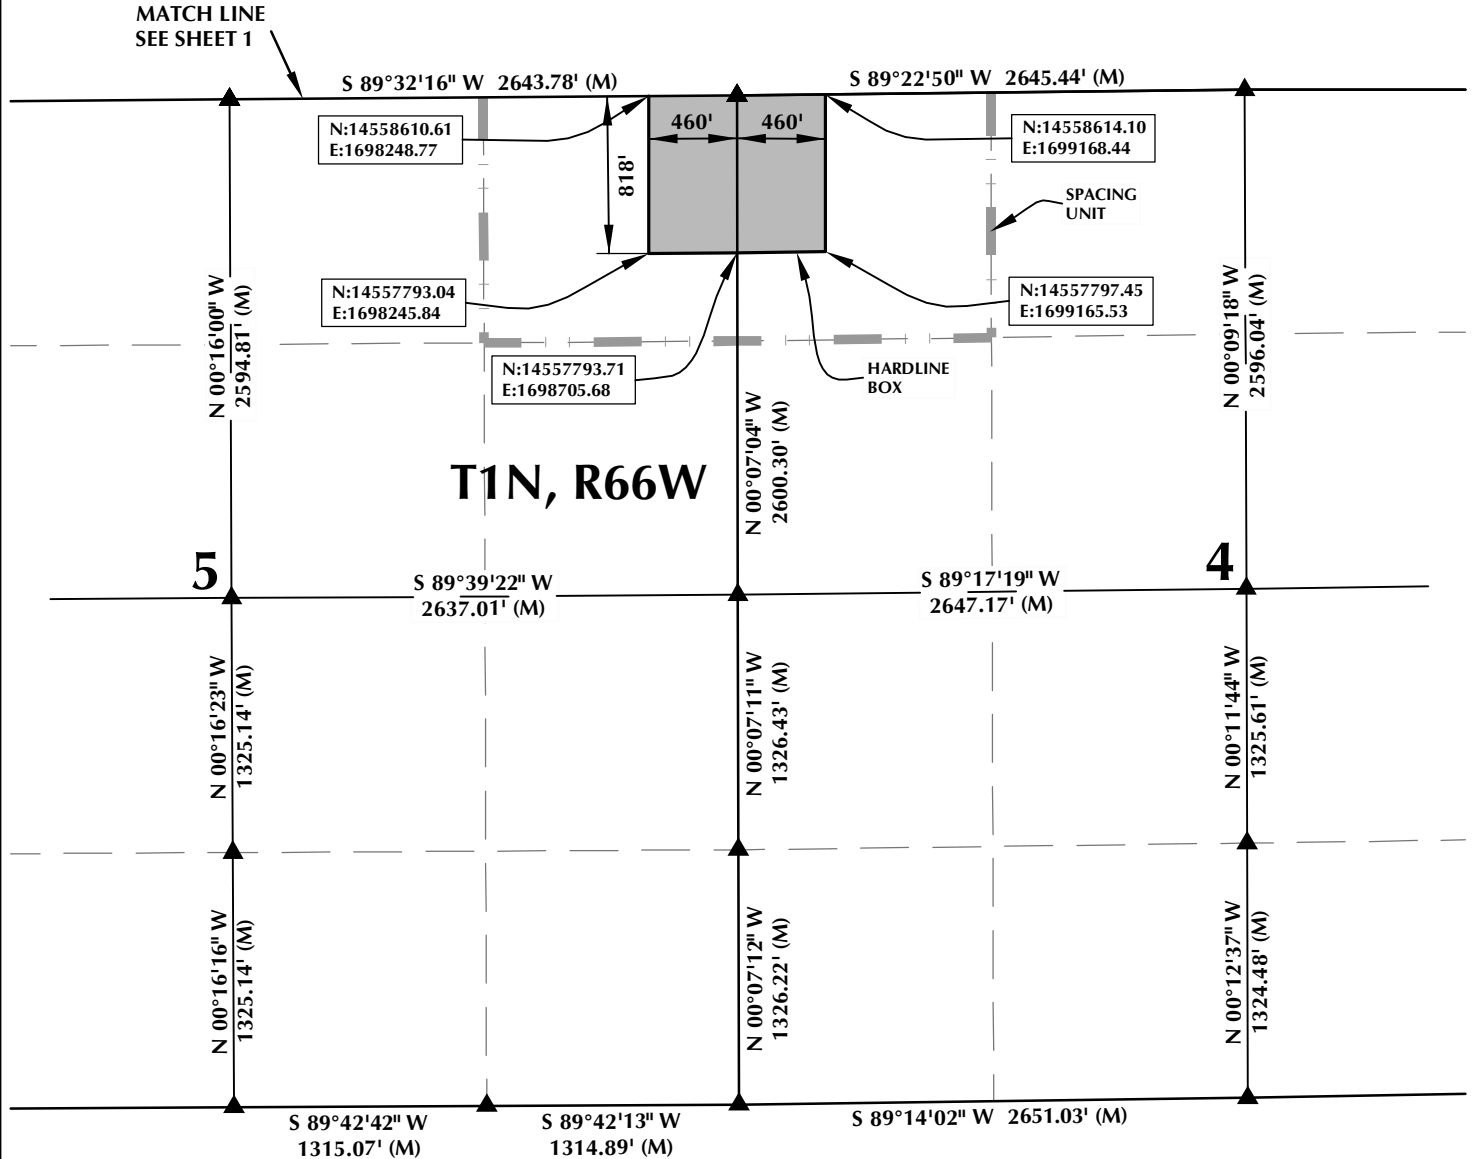 MATCH LINE
SEE SHEET 1
S 89°32'16" W 2643.78' (M)
S 89°22'50" W 2645.44' (M)
N:14558610.61
E:1698248.77
460'
460'
N:14558614.10
E:1699168.44
818'
SPACING
UNIT
N:14557793.04
E:1698245.84
N:14557797.45
E:1699165.53
N 00°16'00" W
2594.81' (M)
N 00°09'18" W
2596.04' (M)
N:14557793.71
E:1698705.68
HARDLINE
BOX
N 00°07'04" W
2600.30' (M)
T1N, R66W
5
S 89°39'22" W
2637.01' (M)
S 89°17'19" W
2647.17' (M)
4
N 00°16'23" W
1325.14' (M)
N 00°07'11" W
1326.43' (M)
N 00°11'44" W
1325.61' (M)
N 00°16'16" W
1325.14' (M)
N 00°07'12" W
1326.22' (M)
N 00°12'37" W
1324.48' (M)
S 89°42'42" W
1315.07' (M)
S 89°42'13" W
1314.89' (M)
S 89°14'02" W 2651.03' (M)